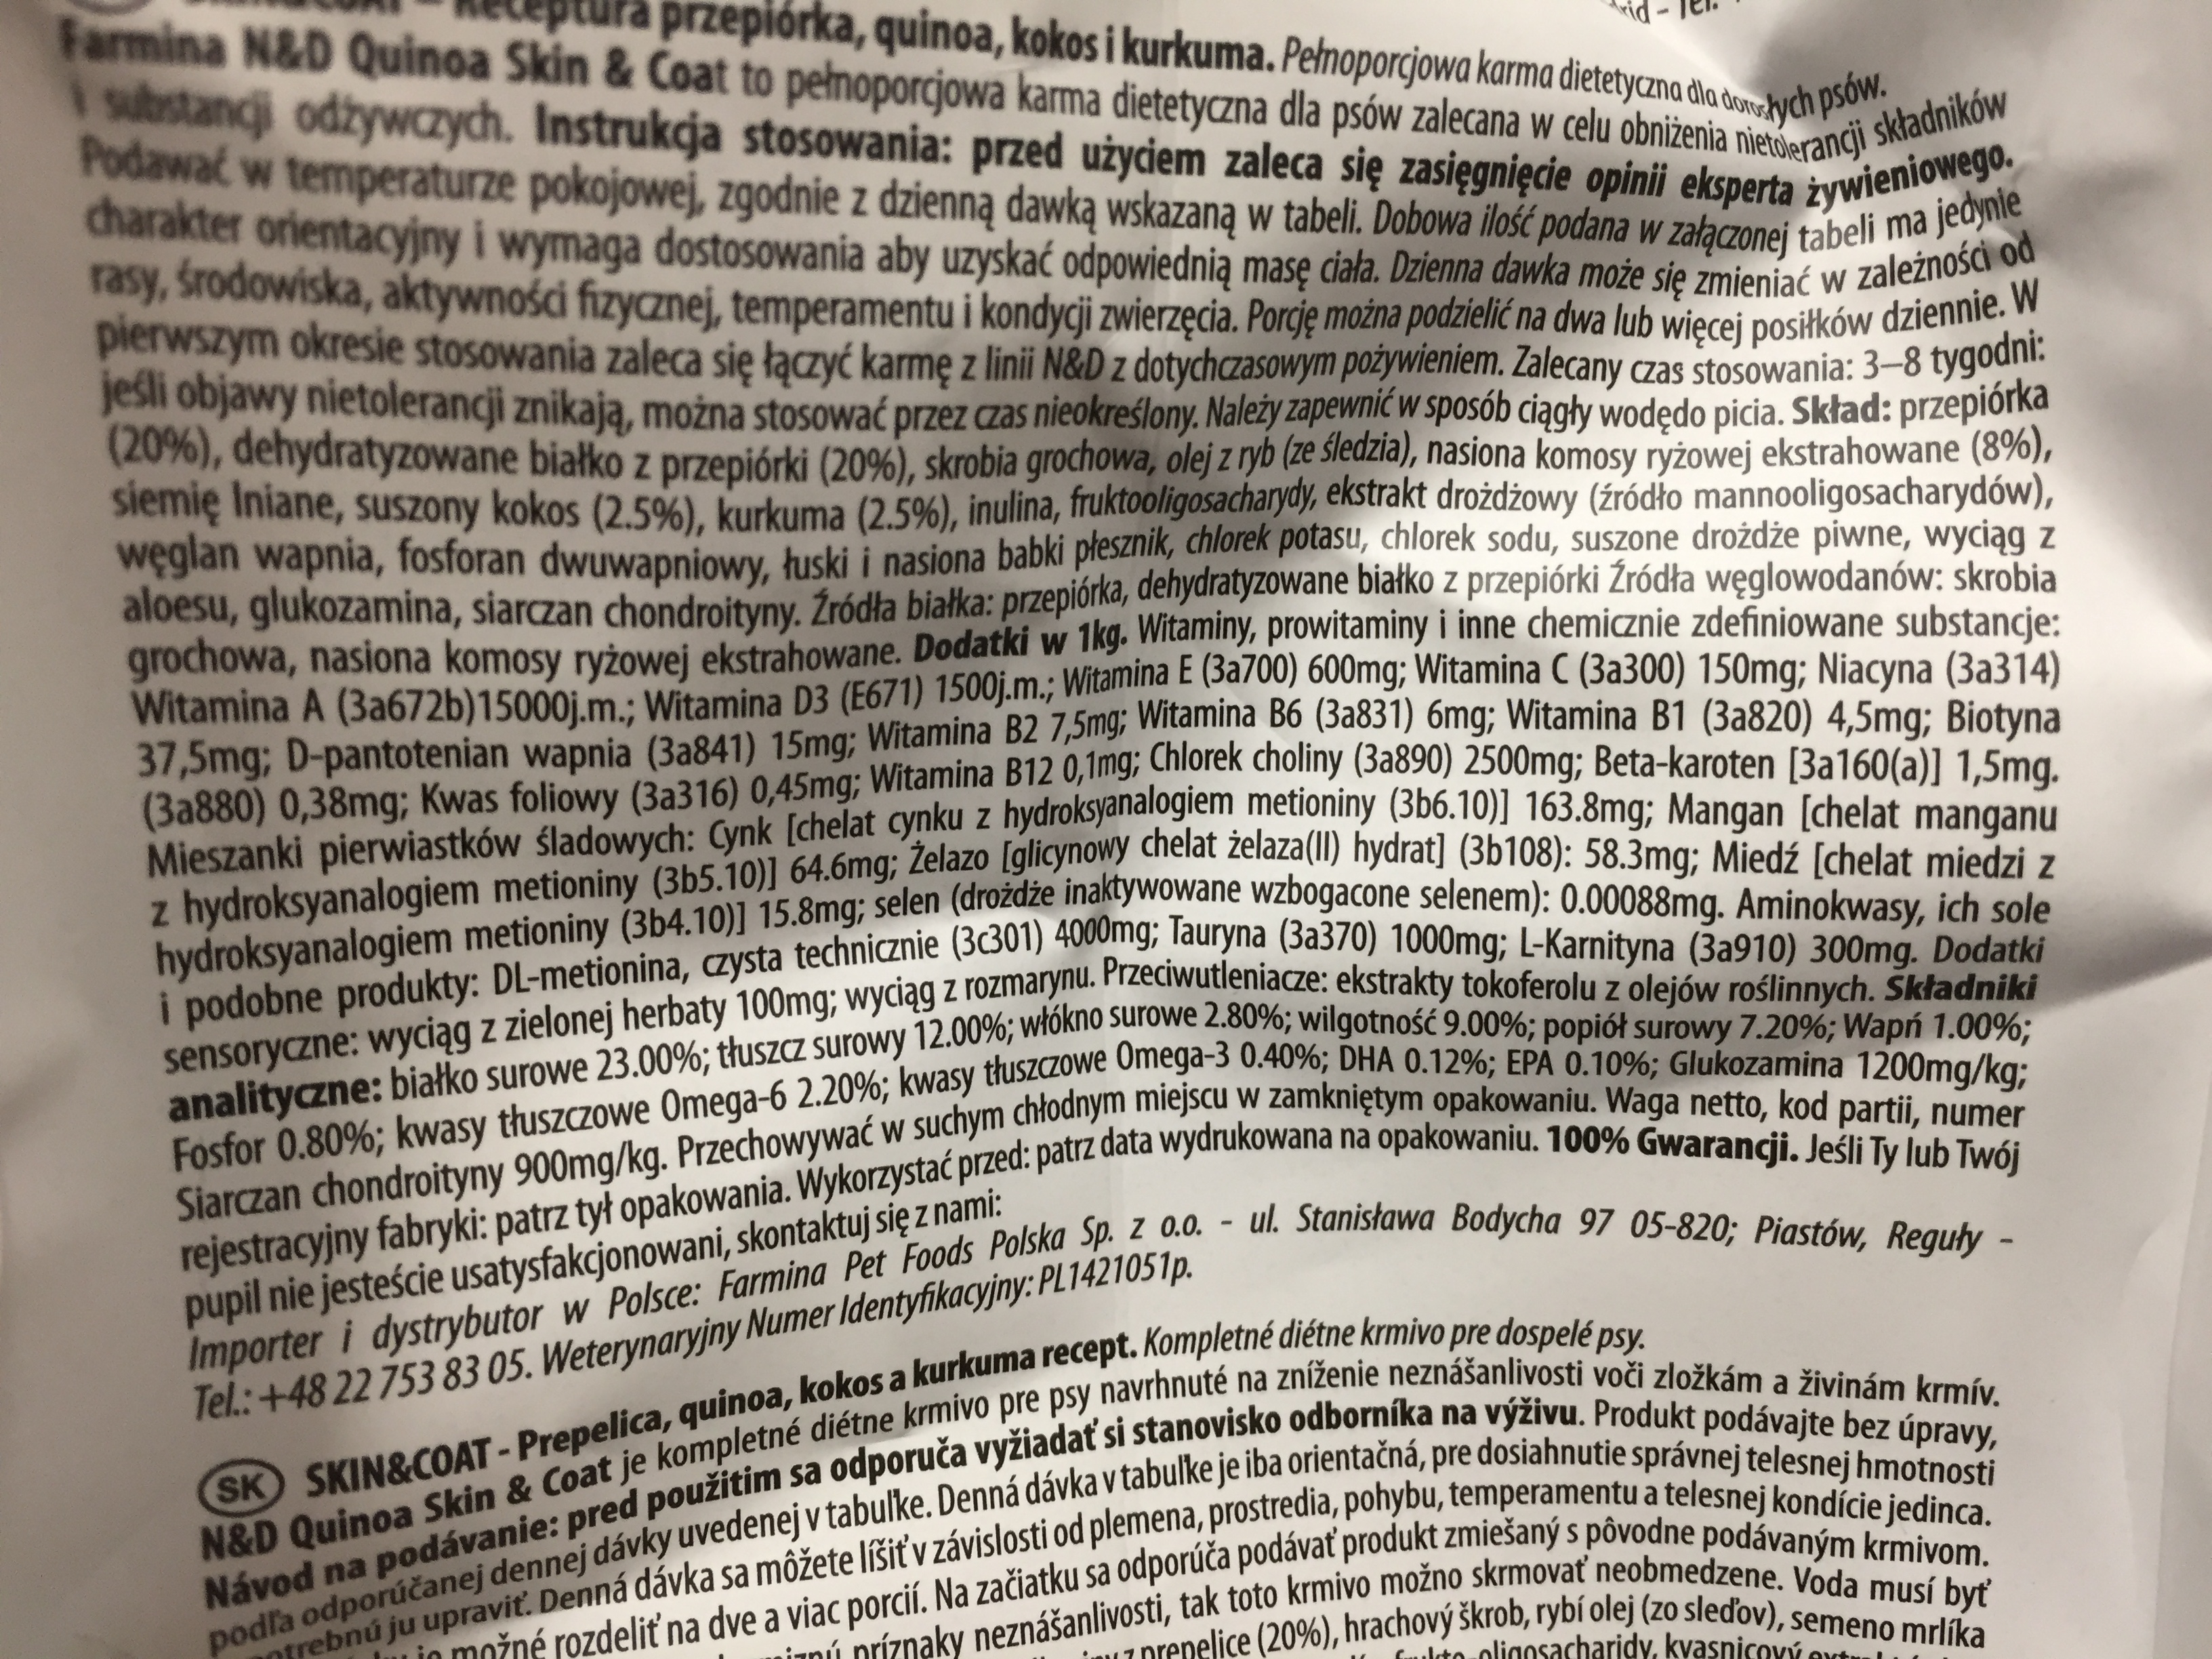 Receptura przepiórka, quinoa, kokos i kurkuma. Pełnoporcjowa karma dietetyczna dla dorosłych psów.
Farmina N&D Quinoa Skin & Coat to pełnoporcjowa karma dietetyczna dla psów zalecana w celu obniżenia nietolerancji składników
i substancji odżywczych. Instrukcja stosowania: przed użyciem zaleca się zasięgnięcie opinii eksperta żywieniowego.
Podawać w temperaturze pokojowej, zgodnie z dzienną dawką wskazaną w tabeli. Dobowa ilość podana w załączonej tabeli ma jedynie
charakter orientacyjny i wymaga dostosowania aby uzyskać odpowiednią masę ciała. Dzienna dawka może się zmieniać w zależności od
rasy, środowiska, aktywności fizycznej, temperamentu i kondycji zwierzęcia. Porcję można podzielić na dwa lub więcej posiłków dziennie. W
pierwszym okresie stosowania zaleca się łączyć karmę z linii N&D z dotychczasowym pożywieniem. Zalecany czas stosowania: 3–8 tygodni:
jeśli objawy nietolerancji znikają, można stosować przez czas nieokreślony. Należy zapewnić w sposób ciągły wodędo picia. Skład: przepiórka
(20%), dehydratyzowane białko z przepiórki (20%), skrobia grochowa, olej z ryb (ze śledzia), nasiona komosy ryżowej ekstrahowane (8%),
siemię lniane, suszony kokos (2.5%), kurkuma (2.5%), inulina, fruktooligosacharydy, ekstrakt drożdżowy (źródło mannooligosacharydów),
węglan wapnia, fosforan dwuwapniowy, łuski i nasiona babki płesznik, chlorek potasu, chlorek sodu, suszone drożdże piwne, wyciąg z
aloesu, glukozamina, siarczan chondroityny. Źródła białka: przepiórka, dehydratyzowane białko z przepiórki Źródła węglowodanów: skrobia
grochowa, nasiona komosy ryżowej ekstrahowane. Dodatki w 1kg. Witaminy, prowitaminy i inne chemicznie zdefiniowane substancje:
Witamina A (3a672b)15000j.m.; Witamina D3 (E671) 1500j.m.; Witamina E (3a700) 600mg; Witamina C (3a300) 150mg; Niacyna (3a314)
37,5mg; D-pantotenian wapnia (3a841) 15mg; Witamina B2 7,5mg; Witamina B6 (3a831) 6mg; Witamina B1 (3a820) 4,5mg; Biotyna
(3a880) 0,38mg; Kwas foliowy (3a316) 0,45mg; Witamina B12 0,1mg; Chlorek choliny (3a890) 2500mg; Beta-karoten [3a160(a)] 1,5mg.
Mieszanki pierwiastków śladowych: Cynk [chelat cynku z hydroksyanalogiem metioniny (3b6.10)] 163.8mg; Mangan [chelat manganu
z hydroksyanalogiem metioniny (3b5.10)] 64.6mg; Żelazo [glicynowy chelat żelaza(II) hydrat] (3b108): 58.3mg; Miedź [chelat miedzi z
hydroksyanalogiem metioniny (3b4.10)] 15.8mg; selen (drożdże inaktywowane wzbogacone selenem): 0.00088mg. Aminokwasy, ich sole
i podobne produkty: DL-metionina, czysta technicznie (3c301) 4000mg; Tauryna (3a370) 1000mg; L-Karnityna (3a910) 300mg. Dodatki
sensoryczne: wyciąg z zielonej herbaty 100mg; wyciąg z rozmarynu. Przeciwutleniacze: ekstrakty tokoferolu z olejów roślinnych. Składniki
analityczne: białko surowe 23.00%; tłuszcz surowy 12.00%; włókno surowe 2.80%; wilgotność 9.00%; popiół surowy 7.20%; Wapń 1.00%;
Fosfor 0.80%; kwasy tłuszczowe Omega-6 2.20%; kwasy tłuszczowe Omega-3 0.40%; DHA 0.12%; EPA 0.10%; Glukozamina 1200mg/kg;
Siarczan chondroityny 900mg/kg. Przechowywać w suchym chłodnym miejscu w zamkniętym opakowaniu. Waga netto, kod partii, numer
rejestracyjny fabryki: patrz tył opakowania. Wykorzystać przed: patrz data wydrukowana na opakowaniu. 100% Gwarancji. Jeśli Ty lub Twój
pupil nie jesteście usatysfakcjonowani, skontaktuj się z nami:
Importer i dystrybutor w Polsce: Farmina Pet Foods Polska Sp. z o.o. - ul. Stanisława Bodycha 97 05-820; Piastów, Reguły -
Tel.: +48 22 753 83 05. Weterynaryjny Numer Identyfikacyjny: PL1421051p.
SK SKIN&COAT - Prepelica, quinoa, kokos a kurkuma recept. Kompletné diétne krmivo pre dospelé psy.
N&D Quinoa Skin & Coat je kompletné diétne krmivo pre psy navrhnuté na zníženie neznášanlivosti voči zložkám a živinám krmív.
Návod na podávanie: pred použitim sa odporuča vyžiadať si stanovisko odborníka na výživu. Produkt podávajte bez úpravy,
podľa odporúčanej dennej dávky uvedenej v tabuľke. Denná dávka v tabuľke je iba orientačná, pre dosiahnutie správnej telesnej hmotnosti
ju upraviť. Denná dávka sa môžete líšiť v závislosti od plemena, prostredia, pohybu, temperamentu a telesnej kondície jedinca.
možné rozdeliť na dve a viac porcií. Na začiatku sa odporúča podávať produkt zmiešaný s pôvodne podávaným krmivom.
príznaky neznášanlivosti, tak toto krmivo možno skrmovať neobmedzene. Voda musí byť
z prepelice (20%), hrachový škrob, rybí olej (zo sleďov), semeno mrlíka
kvasnicový